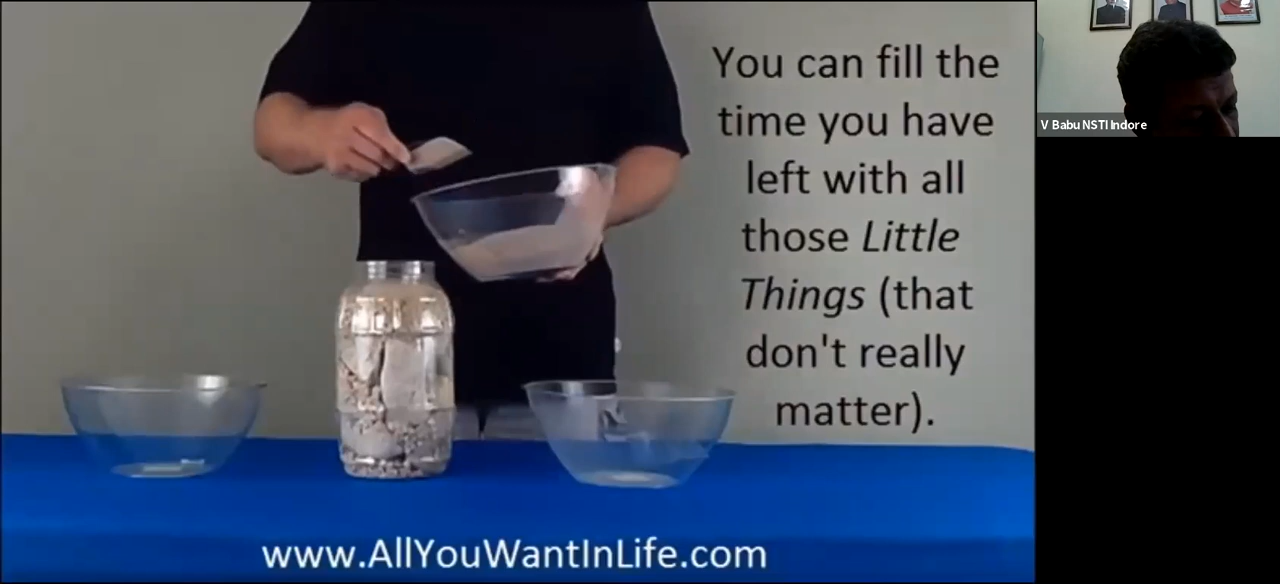 You can fill the
time you have
left with all
those Little
Things (that
don't really
matter).
www.AllYouWantInLife.com
V Babu NSTI Indore